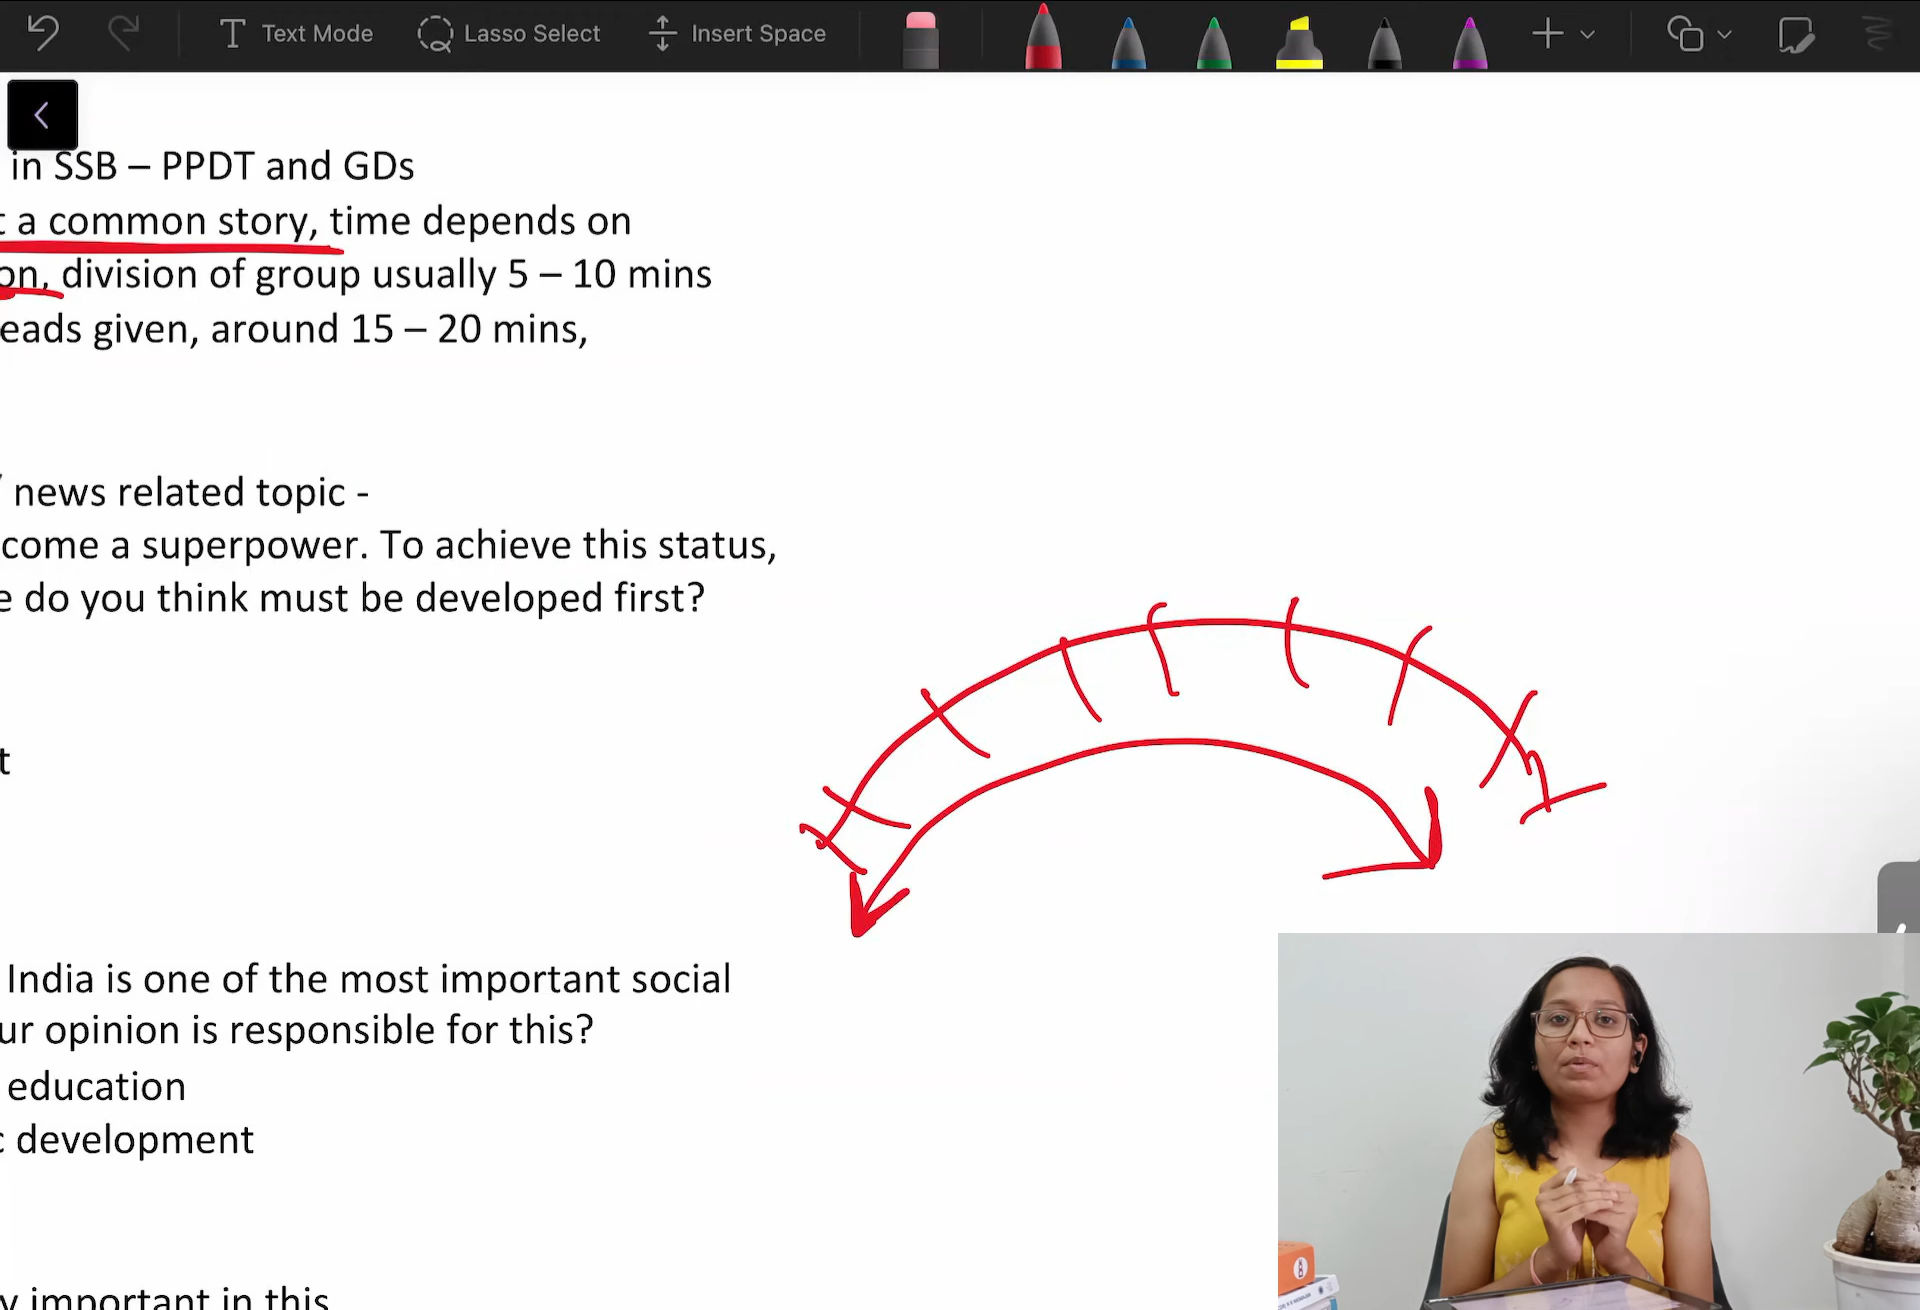 Text Mode
Lasso Select
Insert Space
in SSB – PPDT and GDs
a common story, time depends on
on, division of group usually 5 – 10 mins
eads given, around 15 – 20 mins,
news related topic -
come a superpower. To achieve this status,
e do you think must be developed first?
t
India is one of the most important social
ur opinion is responsible for this?
education
c development
y important in this